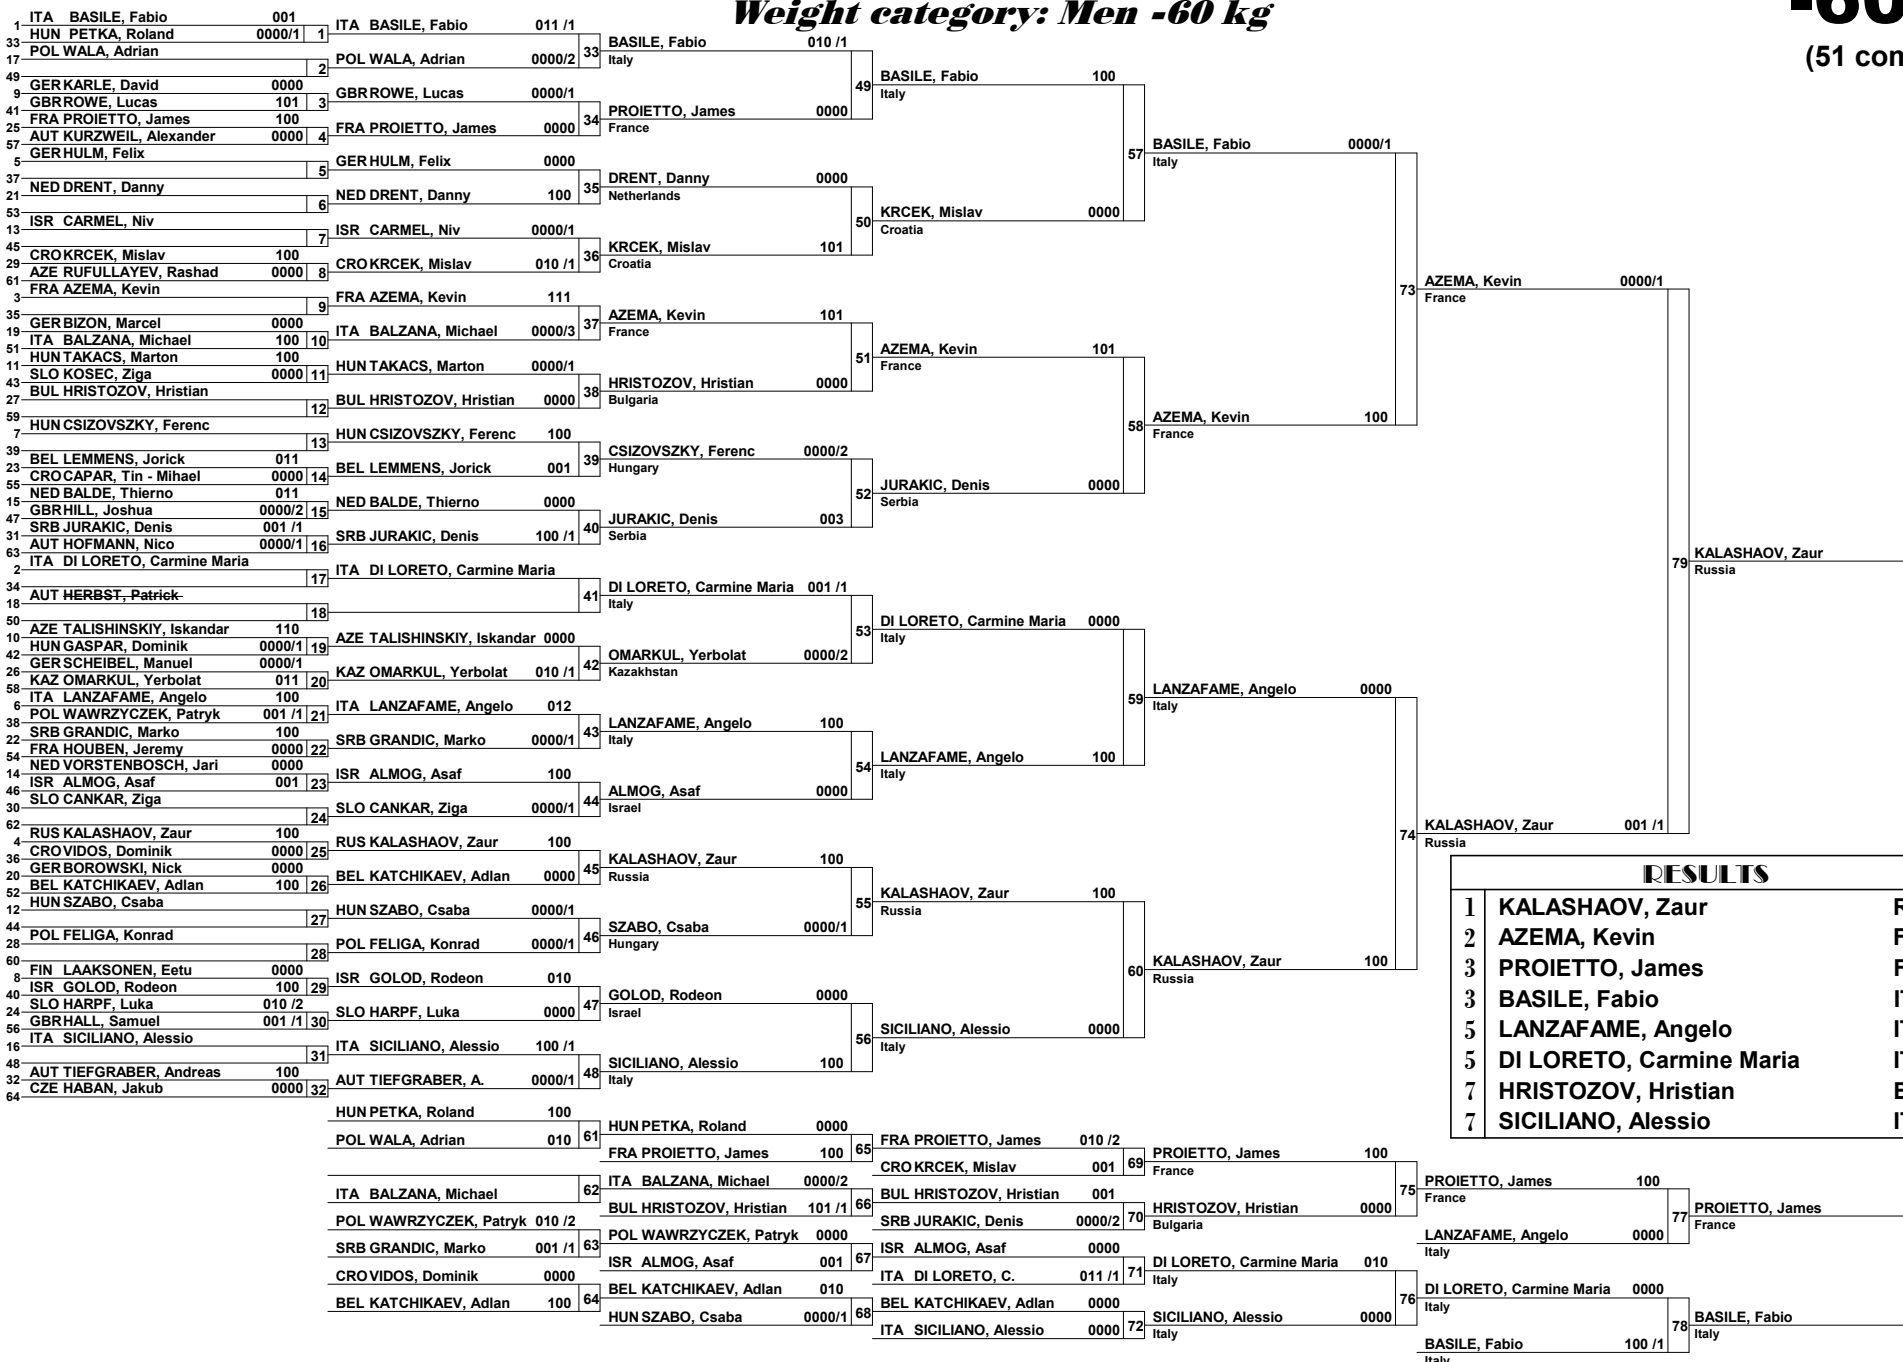 Weight category: Men -60 kg
-60
(51 con
1 ITA BASILE, Fabio 001
33 HUN PETKA, Roland 0000/1 1
17 POL WALA, Adrian
49 2
9 GER KARLE, David 0000
41 GBR ROWE, Lucas 101 3
25 FRA PROIETTO, James 100
57 AUT KURZWEIL, Alexander 0000 4
5 GER HULM, Felix
37 5
21 NED DRENT, Danny
53 6
13 ISR CARMEL, Niv
45 7
29 CRO KRCEK, Mislav 100
61 AZE RUFULLAYEV, Rashad 0000 8
3 FRA AZEMA, Kevin
35 9
19 GER BIZON, Marcel 0000
51 ITA BALZANA, Michael 100 10
11 HUN TAKACS, Marton 100
43 SLO KOSEC, Ziga 0000 11
27 BUL HRISTOZOV, Hristian
59 12
7 HUN CSIZOVSZKY, Ferenc
39 13
23 BEL LEMMENS, Jorick 011
55 CRO CAPAR, Tin - Mihael 0000 14
15 NED BALDE, Thierno 011
47 GBR HILL, Joshua 0000/2 15
31 SRB JURAKIC, Denis 001 /1
63 AUT HOFMANN, Nico 0000/1 16
2 ITA DI LORETO, Carmine Maria
34 17
18 AUT HERBST, Patrick
50 18
10 AZE TALISHINSKIY, Iskandar 110
42 HUN GASPAR, Dominik 0000/1 19
26 GER SCHEIBEL, Manuel 0000/1
58 KAZ OMARKUL, Yerbolat 011 20
6 ITA LANZAFAME, Angelo 100
38 POL WAWRZYCZEK, Patryk 001 /1 21
22 SRB GRANDIC, Marko 100
54 FRA HOUBEN, Jeremy 0000 22
14 NED VORSTENBOSCH, Jari 0000
46 ISR ALMOG, Asaf 001 23
30 SLO CANKAR, Ziga
62 24
4 RUS KALASHAOV, Zaur 100
36 CRO VIDOS, Dominik 0000 25
20 GER BOROWSKI, Nick 0000
52 BEL KATCHIKAEV, Adlan 100 26
12 HUN SZABO, Csaba
44 27
28 POL FELIGA, Konrad
60 28
8 FIN LAAKSONEN, Eetu 0000
40 ISR GOLOD, Rodeon 100 29
24 SLO HARPF, Luka 010 /2
56 GBR HALL, Samuel 001 /1 30
16 ITA SICILIANO, Alessio
48 31
32 AUT TIEFGRABER, Andreas 100
64 CZE HABAN, Jakub 0000 32
ITA BASILE, Fabio 011 /1
POL WALA, Adrian 0000/2 33
GBR ROWE, Lucas 0000/1
FRA PROIETTO, James 0000 34
GER HULM, Felix 0000
NED DRENT, Danny 100 35
ISR CARMEL, Niv 0000/1
CRO KRCEK, Mislav 010 /1 36
FRA AZEMA, Kevin 111
ITA BALZANA, Michael 0000/3 37
HUN TAKACS, Marton 0000/1
BUL HRISTOZOV, Hristian 0000 38
HUN CSIZOVSZKY, Ferenc 100
BEL LEMMENS, Jorick 001 39
NED BALDE, Thierno 0000
SRB JURAKIC, Denis 100 /1 40
ITA DI LORETO, Carmine Maria
41
AZE TALISHINSKIY, Iskandar 0000
KAZ OMARKUL, Yerbolat 010 /1 42
ITA LANZAFAME, Angelo 012
SRB GRANDIC, Marko 0000/1 43
ISR ALMOG, Asaf 100
SLO CANKAR, Ziga 0000/1 44
RUS KALASHAOV, Zaur 100
BEL KATCHIKAEV, Adlan 0000 45
HUN SZABO, Csaba 0000/1
POL FELIGA, Konrad 0000/1 46
ISR GOLOD, Rodeon 010
SLO HARPF, Luka 0000 47
ITA SICILIANO, Alessio 100 /1
AUT TIEFGRABER, A. 0000/1 48
BASILE, Fabio 010 /1
Italy
49
PROIETTO, James 0000
France
DRENT, Danny 0000
Netherlands
50
KRCEK, Mislav 101
Croatia
AZEMA, Kevin 101
France
51
HRISTOZOV, Hristian 0000
Bulgaria
CSIZOVSZKY, Ferenc 0000/2
Hungary
52
JURAKIC, Denis 003
Serbia
DI LORETO, Carmine Maria 001 /1
Italy
53
OMARKUL, Yerbolat 0000/2
Kazakhstan
LANZAFAME, Angelo 100
Italy
54
ALMOG, Asaf 0000
Israel
KALASHAOV, Zaur 100
Russia
55
SZABO, Csaba 0000/1
Hungary
GOLOD, Rodeon 0000
Israel
56
SICILIANO, Alessio 100
Italy
BASILE, Fabio 100
Italy
57
KRCEK, Mislav 0000
Croatia
AZEMA, Kevin 101
France
58
JURAKIC, Denis 0000
Serbia
DI LORETO, Carmine Maria 0000
Italy
59
LANZAFAME, Angelo 100
Italy
KALASHAOV, Zaur 100
Russia
60
SICILIANO, Alessio 0000
Italy
BASILE, Fabio 0000/1
Italy
73
AZEMA, Kevin 100
France
LANZAFAME, Angelo 0000
Italy
74
KALASHAOV, Zaur 100
Russia
AZEMA, Kevin 0000/1
France
79
KALASHAOV, Zaur 001 /1
Russia
KALASHAOV, Zaur
Russia
RESULTS
1 KALASHAOV, Zaur R
2 AZEMA, Kevin F
3 PROIETTO, James F
3 BASILE, Fabio IT
5 LANZAFAME, Angelo IT
5 DI LORETO, Carmine Maria IT
7 HRISTOZOV, Hristian B
7 SICILIANO, Alessio IT
HUN PETKA, Roland 100
POL WALA, Adrian 010 61
ITA BALZANA, Michael 62
POL WAWRZYCZEK, Patryk 010 /2
SRB GRANDIC, Marko 001 /1 63
CRO VIDOS, Dominik 0000
BEL KATCHIKAEV, Adlan 100 64
HUN PETKA, Roland 0000
FRA PROIETTO, James 100 65
ITA BALZANA, Michael 0000/2
BUL HRISTOZOV, Hristian 101 /1 66
POL WAWRZYCZEK, Patryk 0000
ISR ALMOG, Asaf 001 67
BEL KATCHIKAEV, Adlan 010
HUN SZABO, Csaba 0000/1 68
FRA PROIETTO, James 010 /2
CRO KRCEK, Mislav 001 69
BUL HRISTOZOV, Hristian 001
SRB JURAKIC, Denis 0000/2 70
ISR ALMOG, Asaf 0000
ITA DI LORETO, C. 011 /1 71
BEL KATCHIKAEV, Adlan 0000
ITA SICILIANO, Alessio 0000 72
PROIETTO, James 100
France
75
HRISTOZOV, Hristian 0000
Bulgaria
DI LORETO, Carmine Maria 010
Italy
76
SICILIANO, Alessio 0000
Italy
PROIETTO, James 100
France
77
LANZAFAME, Angelo 0000
Italy
DI LORETO, Carmine Maria 0000
Italy
78
BASILE, Fabio 100 /1
Italy
PROIETTO, James
France
BASILE, Fabio
Italy